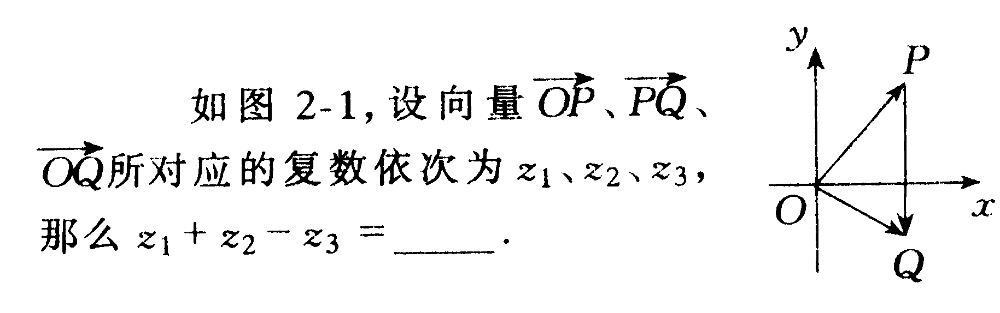 如图 2-1, 设向量 $\overrightarrow{OP}$、$\overrightarrow{PQ}$、
$\overrightarrow{OQ}$所对应的复数依次为 $z_1$、$z_2$、$z_3$,
那么 $z_1 + z_2 - z_3 =$ ______.
y
P
O
x
Q